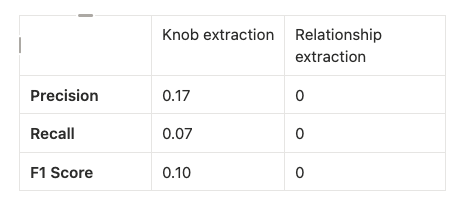 Knob extraction Relationship
extraction
Precision 0.17 0
Recall 0.07 0
F1 Score 0.10 0